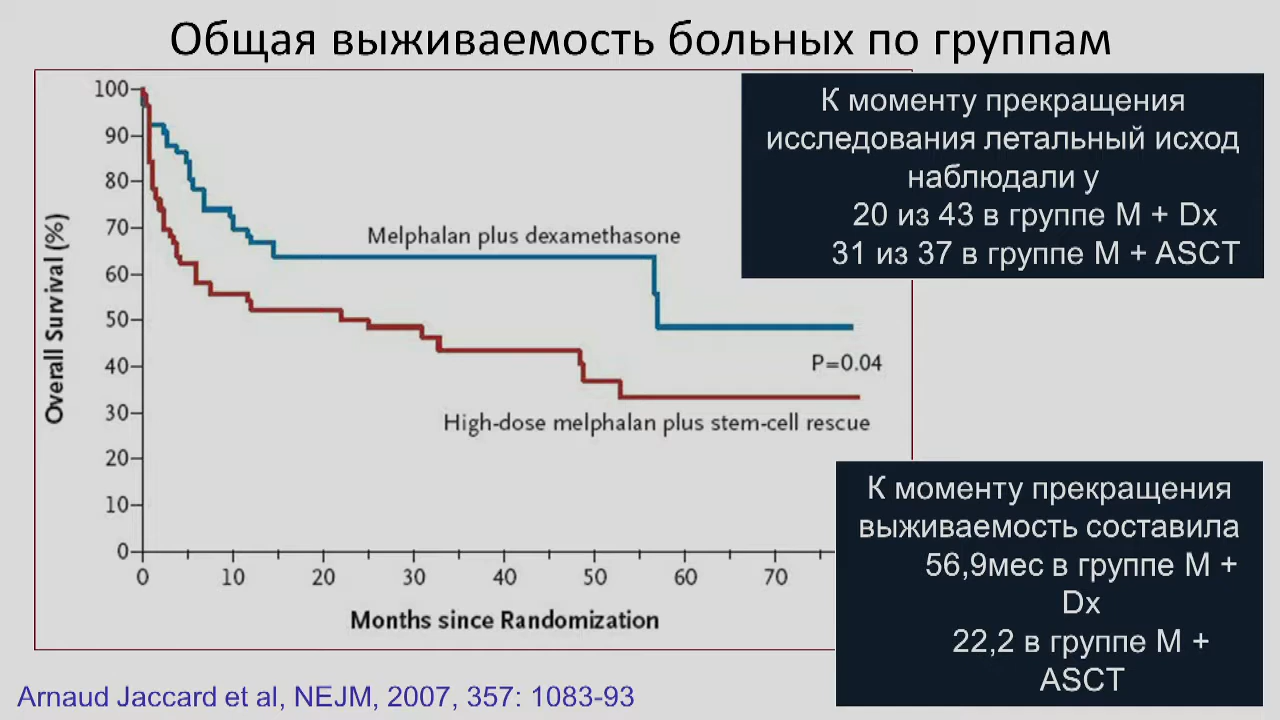 Общая выживаемость больных по группам
К моменту прекращения
исследования летальный исход
наблюдали у
20 из 43 в группе М + Dx
31 из 37 в группе М + ASCT
100
90
80
70
60
50
40
30
20
10
0
Overall Survival (%)
Melphalan plus dexamethasone
P=0.04
High-dose melphalan plus stem-cell rescue
0 10 20 30 40 50 60 70
Months since Randomization
К моменту прекращения
выживаемость составила
56,9мес в группе М +
Dx
22,2 в группе М +
ASCT
Arnaud Jaccard et al, NEJM, 2007, 357: 1083-93